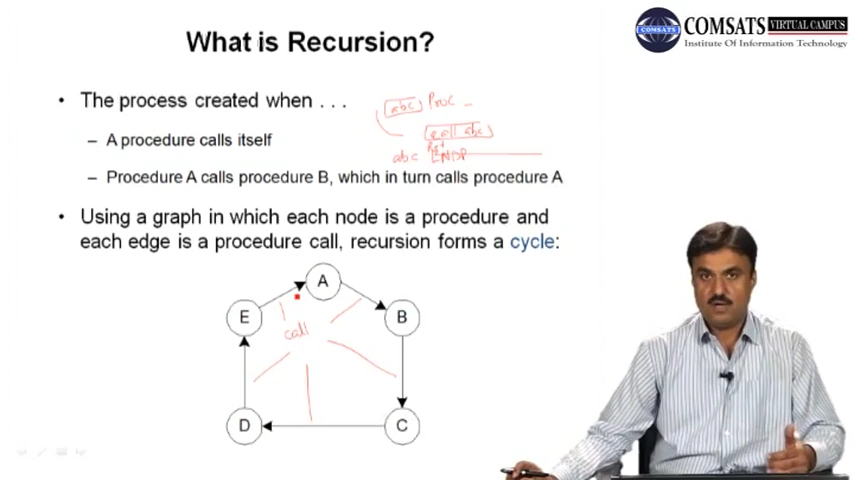 COMSATS VIRTUAL CAMPUS
COMSATS
Institute Of Information Technology
What is Recursion?
• The process created when . . .
abc Proc
– A procedure calls itself
call abc
Ret
abc ENDP
– Procedure A calls procedure B, which in turn calls procedure A
• Using a graph in which each node is a procedure and
each edge is a procedure call, recursion forms a cycle:
A
E
B
call
D
C